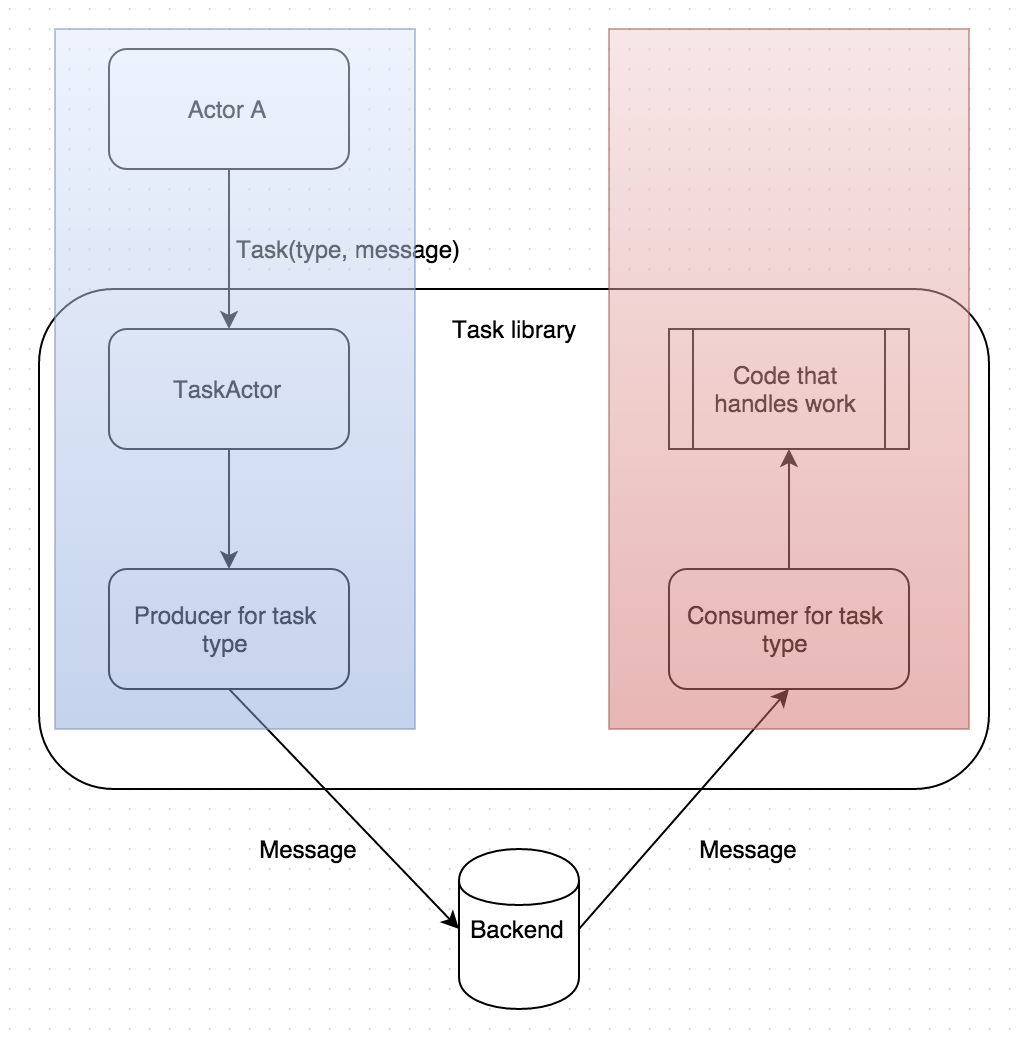 Actor A
Task(type, message)
Task library
TaskActor
Code that
handles work
Producer for task
type
Consumer for task
type
Message
Message
Backend